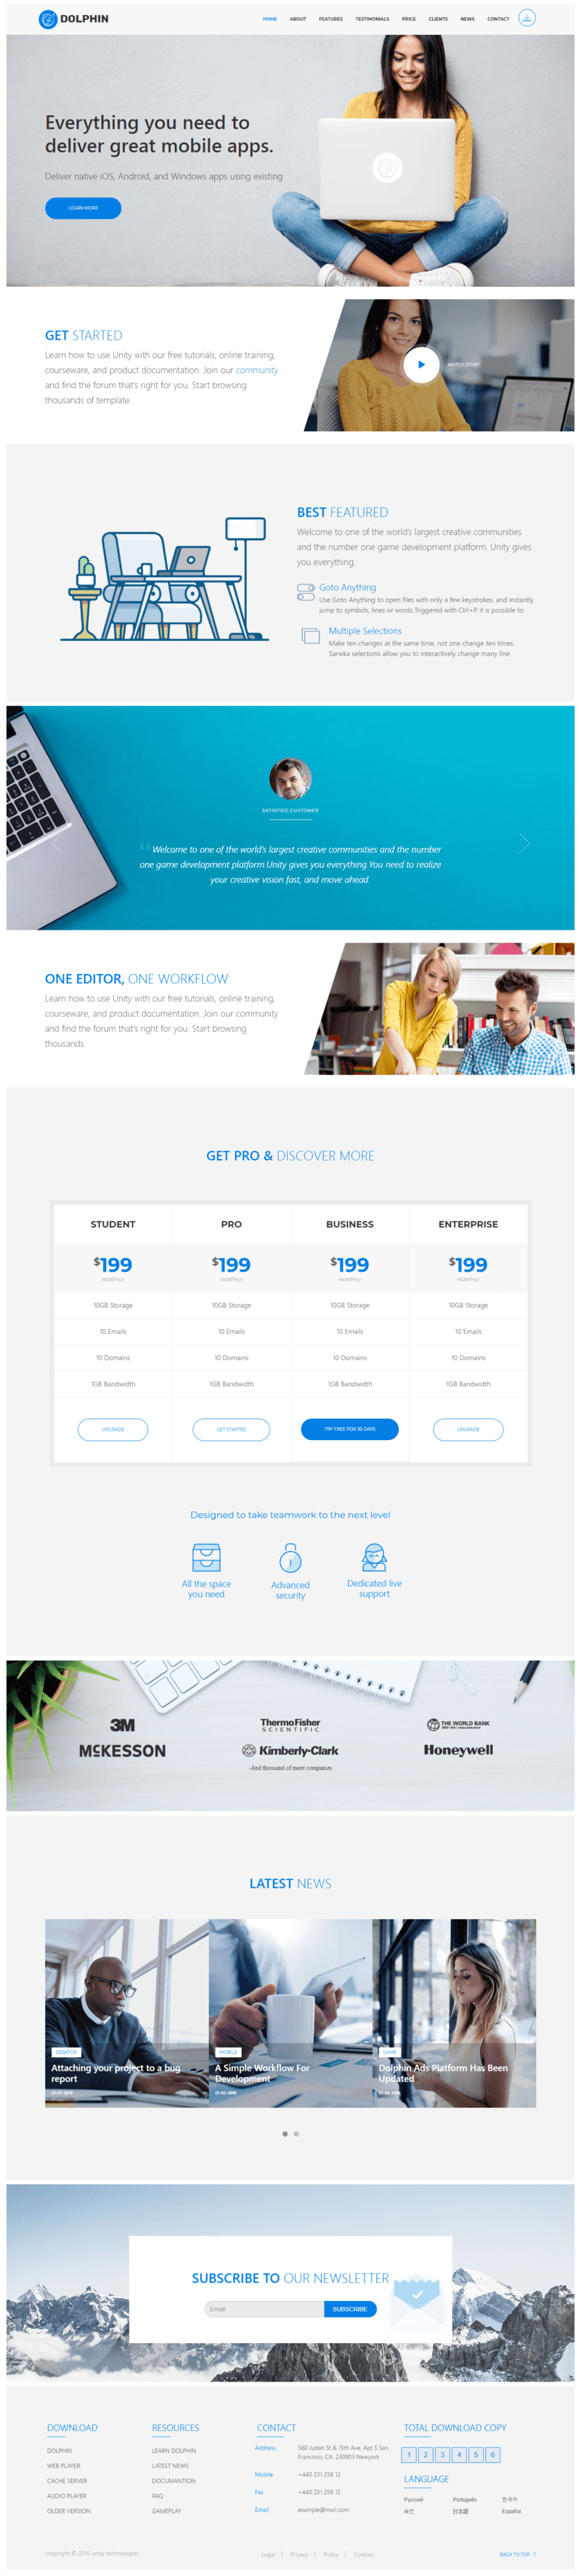 DOLPHIN
HOME ABOUT FEATURES TESTIMONIALS PRICE CLIENTS NEWS CONTACT
Everything you need to
deliver great mobile apps.
Deliver native iOS, Android, and Windows apps using existing
LEARN MORE
GET STARTED
Learn how to use Unity with our free tutorials, online training,
courseware, and product documentation. Join our community
and find the forum that's right for you. Start browsing
thousands of template.
WATCH STORY
BEST FEATURED
Welcome to one of the world's largest creative communities
and the number one game development platform. Unity gives
you everything.
Goto Anything
Use Goto Anything to open files with only a few keystrokes, and instantly
jump to symbols, lines or words.Triggered with Ctrl+P, it is possible to:
Multiple Selections
Make ten changes at the same time, not one change ten times.
Sarwka selections allow you to interactively change many line.
SATISFIED CUSTOMER
“ Welcome to one of the world's largest creative communities and the number
one game development platform.Unity gives you everything You need to realize
your creative vision fast, and move ahead.
ONE EDITOR, ONE WORKFLOW
Learn how to use Unity with our free tutorials, online training,
courseware, and product documentation. Join our community
and find the forum that's right for you. Start browsing
thousands.
GET PRO & DISCOVER MORE
STUDENT PRO BUSINESS ENTERPRISE
$199 $199 $199 $199
MONTHLY MONTHLY MONTHLY MONTHLY
10GB Storage 10GB Storage 10GB Storage 10GB Storage
10 Emails 10 Emails 10 Emails 10 Emails
10 Domains 10 Domains 10 Domains 10 Domains
1GB Bandwidth 1GB Bandwidth 1GB Bandwidth 1GB Bandwidth
UPGRADE GET STARTED TRY FREE FOR 30 DAYS UPGRADE
Designed to take teamwork to the next level
All the space
you need
Advanced
security
Dedicated live
support
3M
ThermoFisher
SCIENTIFIC
THE WORLD BANK
MCKESSON
Kimberly-Clark
Honeywell
-And thousand of more companies
LATEST NEWS
DESKTOP
Attaching your project to a bug
report
MOBILE
A Simple Workflow For
Development
GAME
Dolphin Ads Platform Has Been
Updated
SUBSCRIBE TO OUR NEWSLETTER
Email SUBSCRIBE
DOWNLOAD
DOLPHIN
WEB PLAYER
CACHE SERVER
AUDIO PLAYER
OLDER VERSION
RESOURCES
LEARN DOLPHIN
LATEST NEWS
DOCUMANTION
FAQ
GAMEPLAY
CONTACT
Address 560 Judah St & 15th Ave, Apt 5 San
Francisco, CA, 230903 Newyork
Mobile +440 231 258 12
Fax +440 231 258 12
Email example@mail.com
TOTAL DOWNLOAD COPY
1 2 3 4 5 6
LANGUAGE
Русский Português 한국어
中文 日本語 Español
copyright © 2016 unity technologies
Legal | Privacy | Policy | Cookies
BACK TO TOP ↑